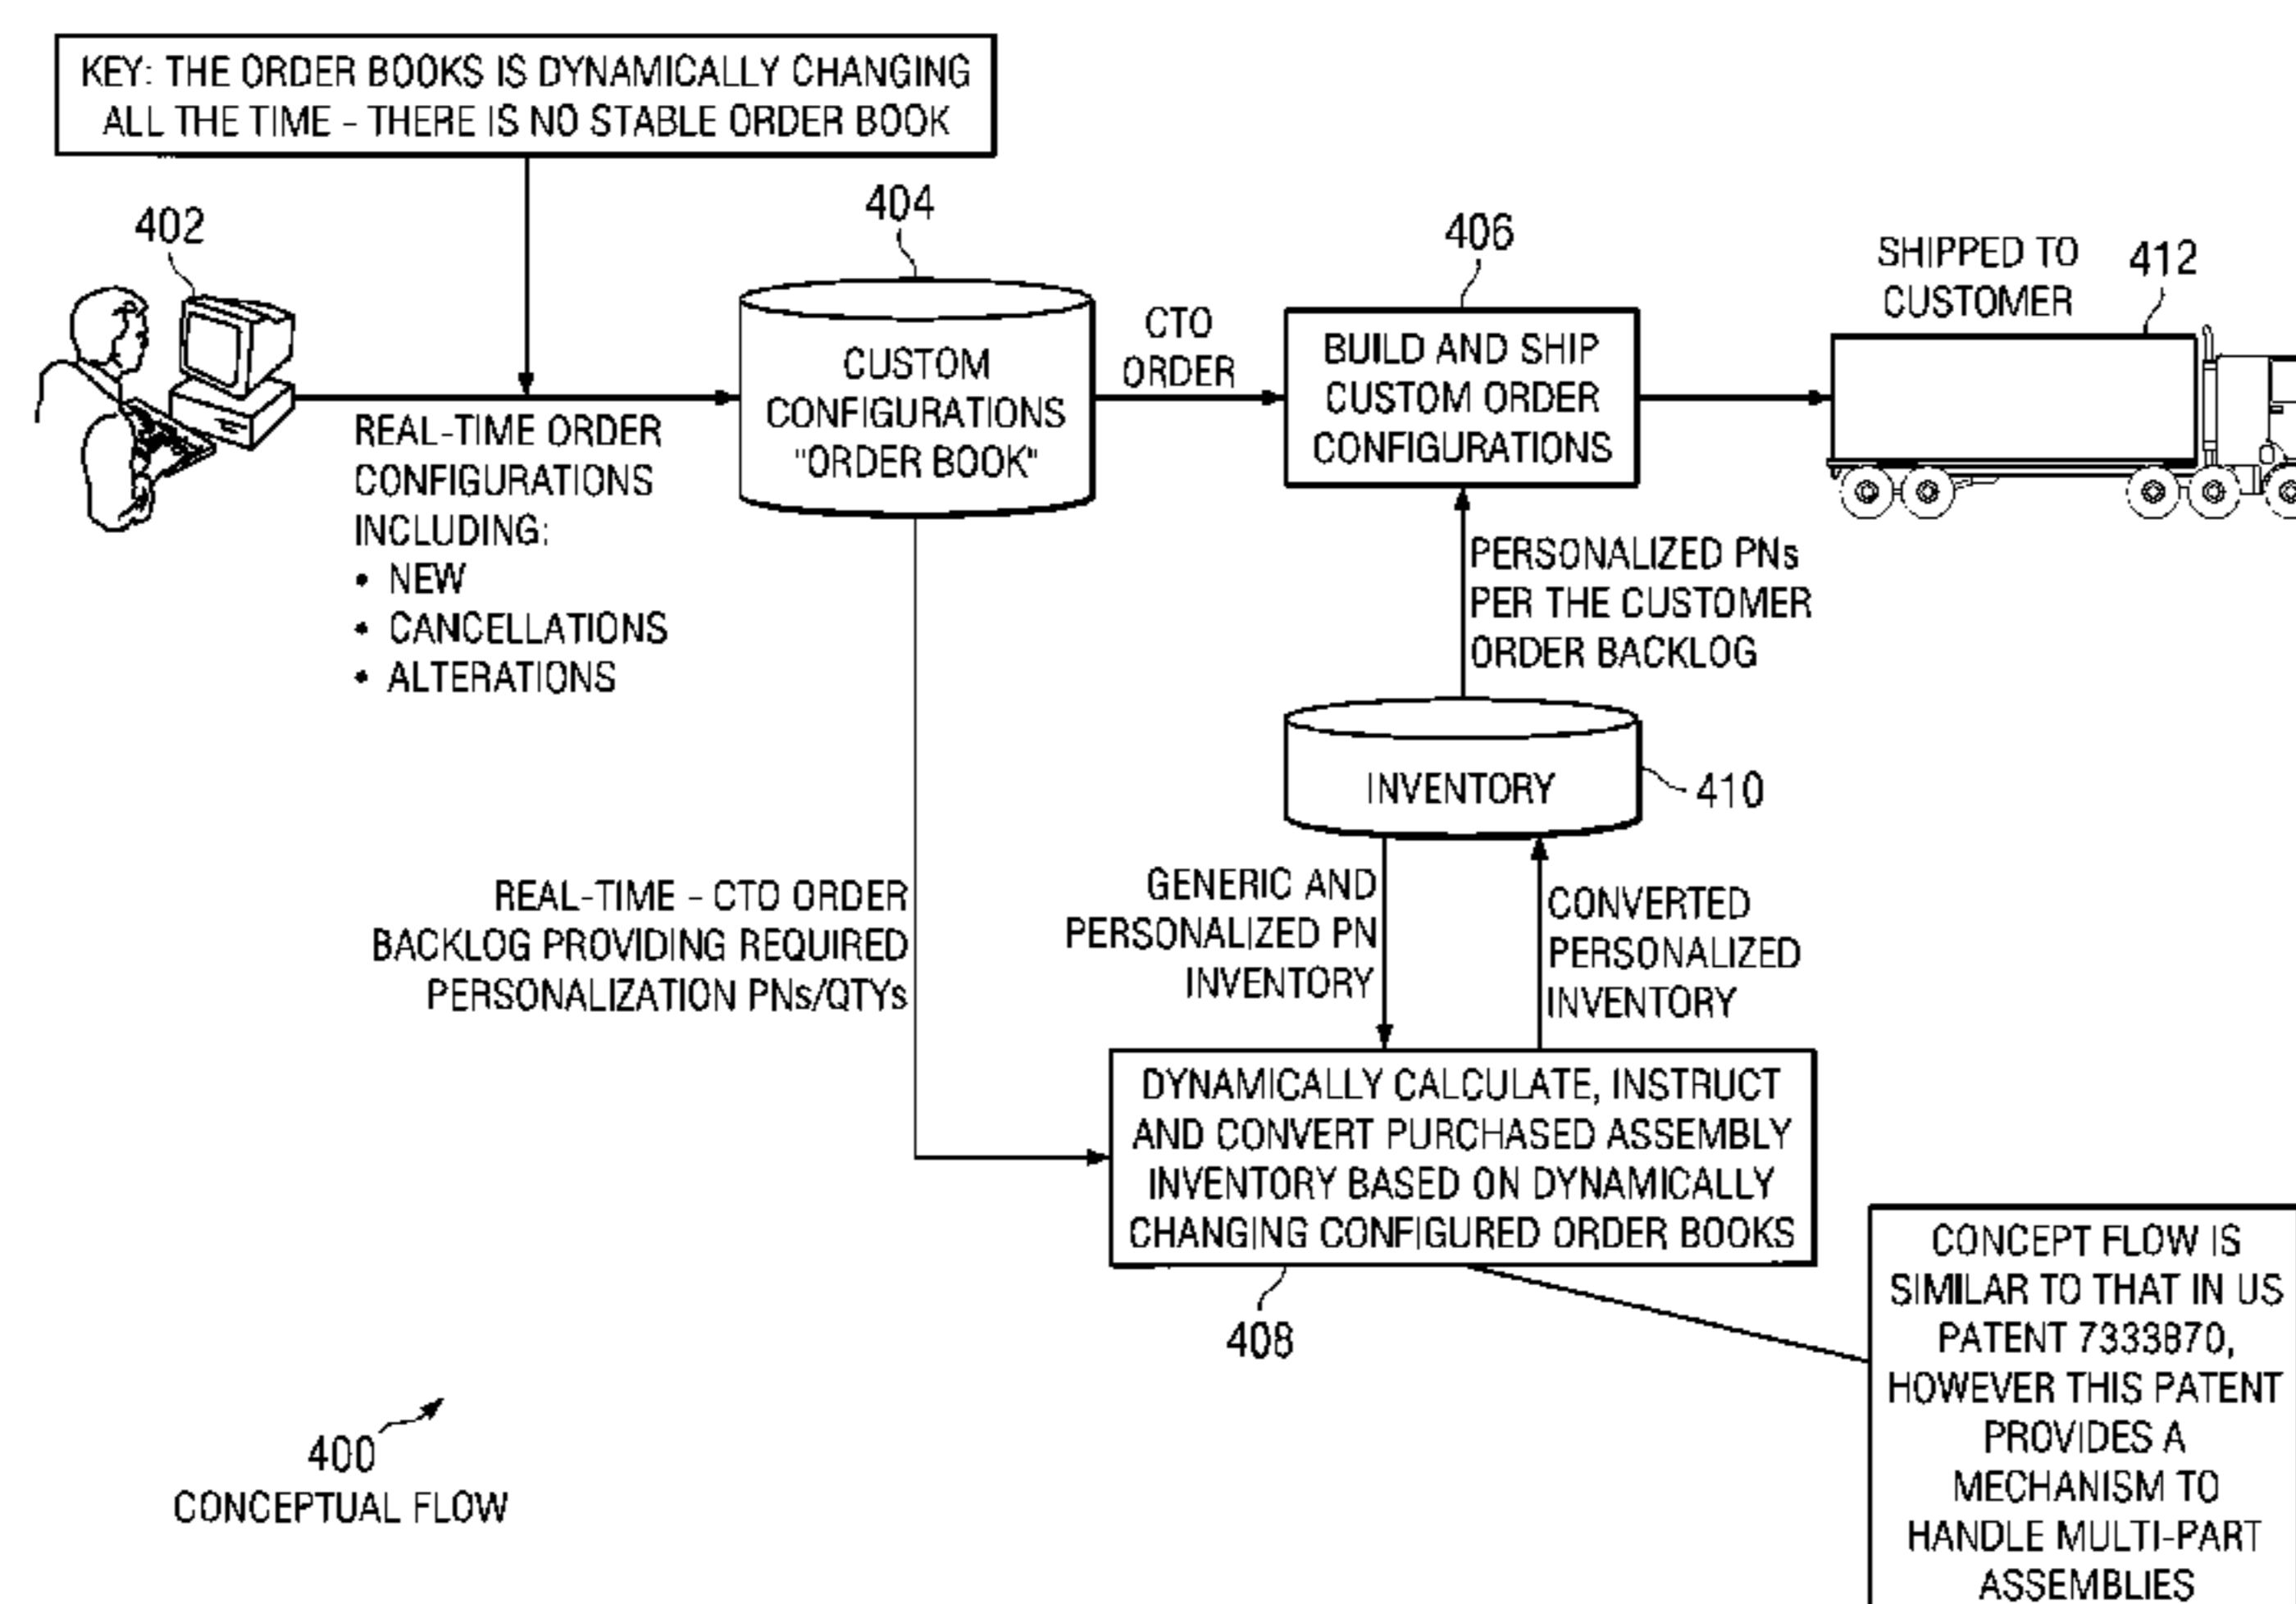 KEY: THE ORDER BOOKS IS DYNAMICALLY CHANGING
ALL THE TIME - THERE IS NO STABLE ORDER BOOK
402
404
406
SHIPPED TO
CUSTOMER
412
CUSTOM
CONFIGURATIONS
"ORDER BOOK"
CTO
ORDER
BUILD AND SHIP
CUSTOM ORDER
CONFIGURATIONS
REAL-TIME ORDER
CONFIGURATIONS
INCLUDING:
• NEW
• CANCELLATIONS
• ALTERATIONS
PERSONALIZED PNs
PER THE CUSTOMER
ORDER BACKLOG
INVENTORY
410
REAL-TIME - CTO ORDER
BACKLOG PROVIDING REQUIRED
PERSONALIZATION PNs/QTYs
GENERIC AND
PERSONALIZED PN
INVENTORY
CONVERTED
PERSONALIZED
INVENTORY
DYNAMICALLY CALCULATE, INSTRUCT
AND CONVERT PURCHASED ASSEMBLY
INVENTORY BASED ON DYNAMICALLY
CHANGING CONFIGURED ORDER BOOKS
408
CONCEPT FLOW IS
SIMILAR TO THAT IN US
PATENT 7333870,
HOWEVER THIS PATENT
PROVIDES A
MECHANISM TO
HANDLE MULTI-PART
ASSEMBLIES
400
CONCEPTUAL FLOW